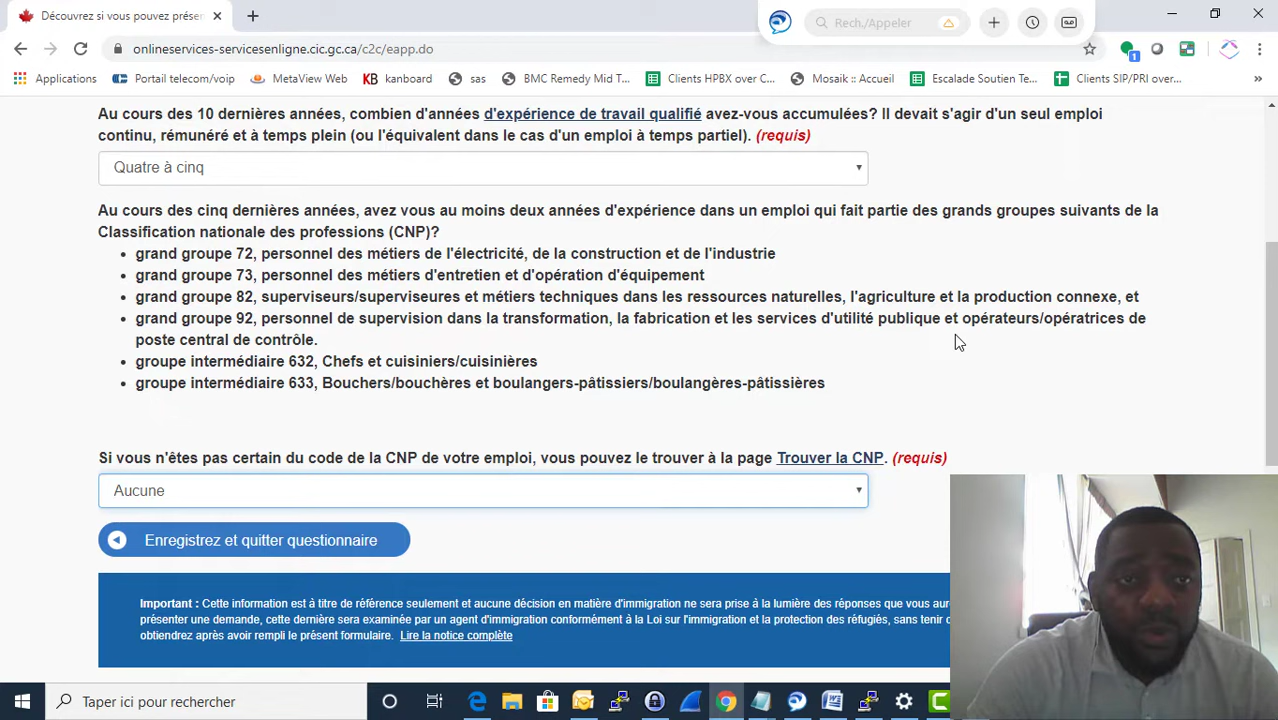 Découvrez si vous pouvez préser
Rech./Appeler
onlineservices-servicesenligne.cic.gc.ca/c2c/eapp.do
1
Applications
Portail telecom/voip
MetaView Web
KB kanboard
sas
BMC Remedy Mid T...
Clients HPBX over C...
Mosaik :: Accueil
Escalade Soutien Te...
Clients SIP/PRI over...
Au cours des 10 dernières années, combien d'années d'expérience de travail qualifié avez-vous accumulées? Il devait s'agir d'un seul emploi
continu, rémunéré et à temps plein (ou l'équivalent dans le cas d'un emploi à temps partiel). (requis)
Quatre à cinq
Au cours des cinq dernières années, avez vous au moins deux années d'expérience dans un emploi qui fait partie des grands groupes suivants de la
Classification nationale des professions (CNP)?
• grand groupe 72, personnel des métiers de l'électricité, de la construction et de l'industrie
• grand groupe 73, personnel des métiers d'entretien et d'opération d'équipement
• grand groupe 82, superviseurs/superviseures et métiers techniques dans les ressources naturelles, l'agriculture et la production connexe, et
• grand groupe 92, personnel de supervision dans la transformation, la fabrication et les services d'utilité publique et opérateurs/opératrices de
poste central de contrôle.
• groupe intermédiaire 632, Chefs et cuisiniers/cuisinières
• groupe intermédiaire 633, Bouchers/bouchères et boulangers-pâtissiers/boulangères-pâtissières
Si vous n'êtes pas certain du code de la CNP de votre emploi, vous pouvez le trouver à la page Trouver la CNP. (requis)
Aucune
Enregistrez et quitter questionnaire
Important : Cette information est à titre de référence seulement et aucune décision en matière d'immigration ne sera prise à la lumière des réponses que vous aur
présenter une demande, cette dernière sera examinée par un agent d'immigration conformément à la Loi sur l'immigration et la protection des réfugiés, sans tenir c
obtiendrez après avoir rempli le présent formulaire. Lire la notice complète
Taper ici pour rechercher